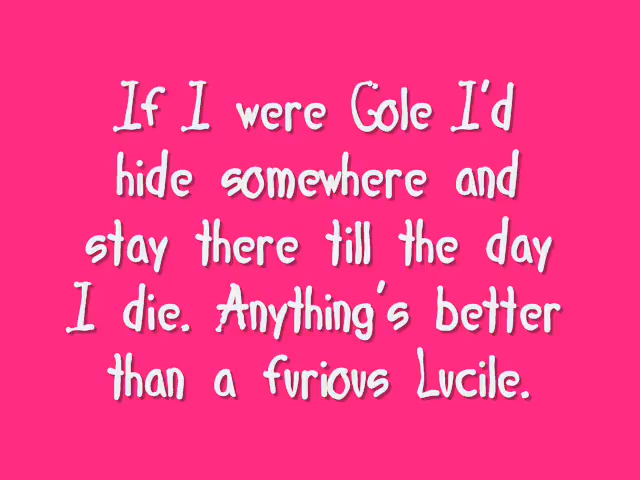 If I were Cole I'd
hide somewhere and
stay there till the day
I die. Anything's better
than a furious Lucile.